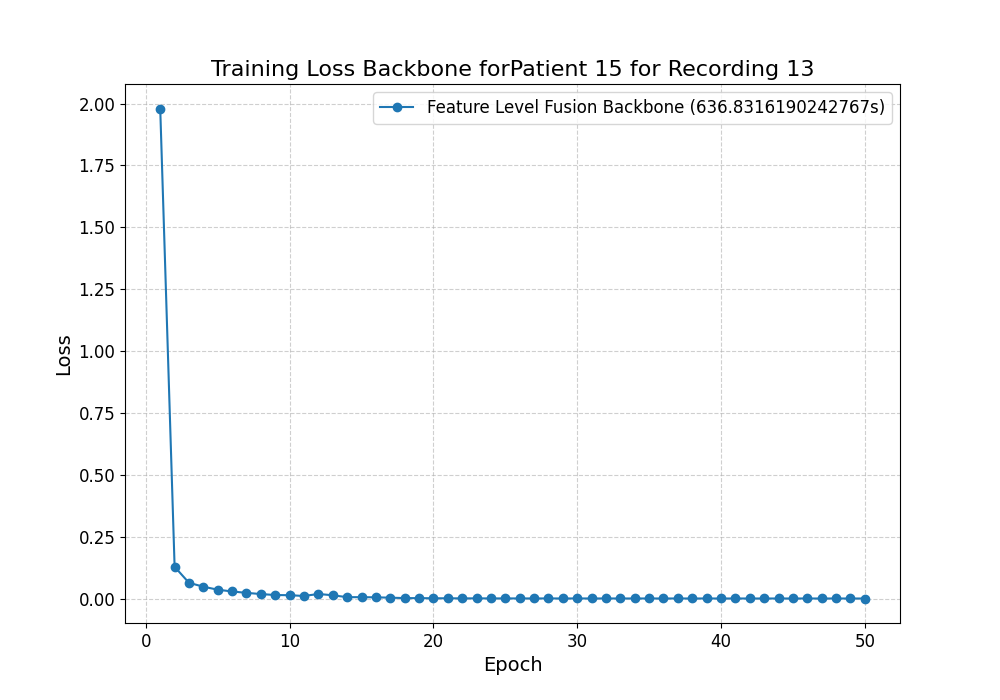 Training Loss Backbone forPatient 15 for Recording 13
Feature Level Fusion Backbone (636.8316190242767s)
Loss
2.00
1.75
1.50
1.25
1.00
0.75
0.50
0.25
0.00
0 10 20 30 40 50
Epoch